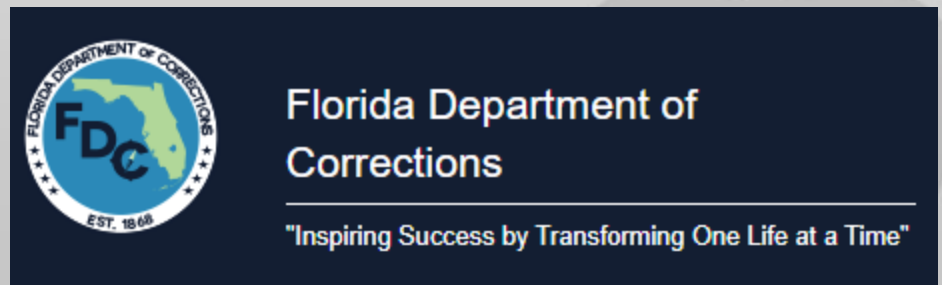 FLORIDA DEPARTMENT OF CORRECTIONS
FDC
EST. 1868
Florida Department of
Corrections
"Inspiring Success by Transforming One Life at a Time"